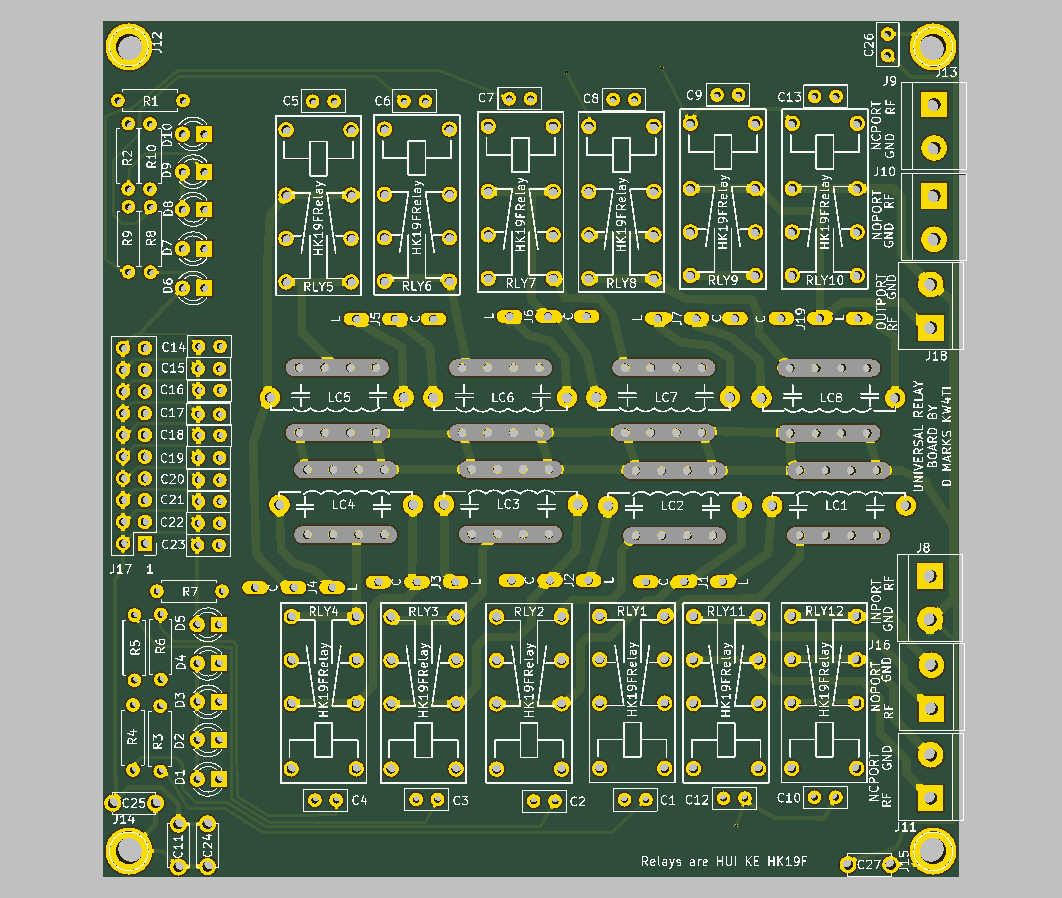 J12
C26
J13
J9
R1
C5
C6
C7
C8
C9
C13
NCPORT
GND RF
D10
R2
R10
D9
J10
HK19FRelay
HK19FRelay
HK19FRelay
HK19FRelay
HK19FRelay
HK19FRelay
D8
NOPORT
GND RF
R9
R8
D7
D6
RLY5
RLY6
RLY7
RLY8
RLY9
RLY10
OUTPORT
RF GND
L J5 C
L J6 C
L J7 C
C J19 L
J18
C14
C15
C16
C17
C18
C19
C20
C21
C22
C23
LC5
LC6
LC7
LC8
UNIVERSAL RELAY
BOARD BY
D MARKS KW4TI
LC4
LC3
LC2
LC1
J17 1
J8
C J4 L
C J3 L
C J2 L
C J1 L
R7
INPORT
GND RF
D5
RLY4
RLY3
RLY2
RLY1
RLY11
RLY12
R5
R6
J16
D4
HK19FRelay
HK19FRelay
HK19FRelay
HK19FRelay
HK19FRelay
HK19FRelay
NOPORT
RF GND
D3
R4
R3
D2
D1
NCPORT
RF
C25
J14
C4
C3
C2
C1
C12
C10
J11
C11
C24
Relays are HUI KE HK19F
C27
J15